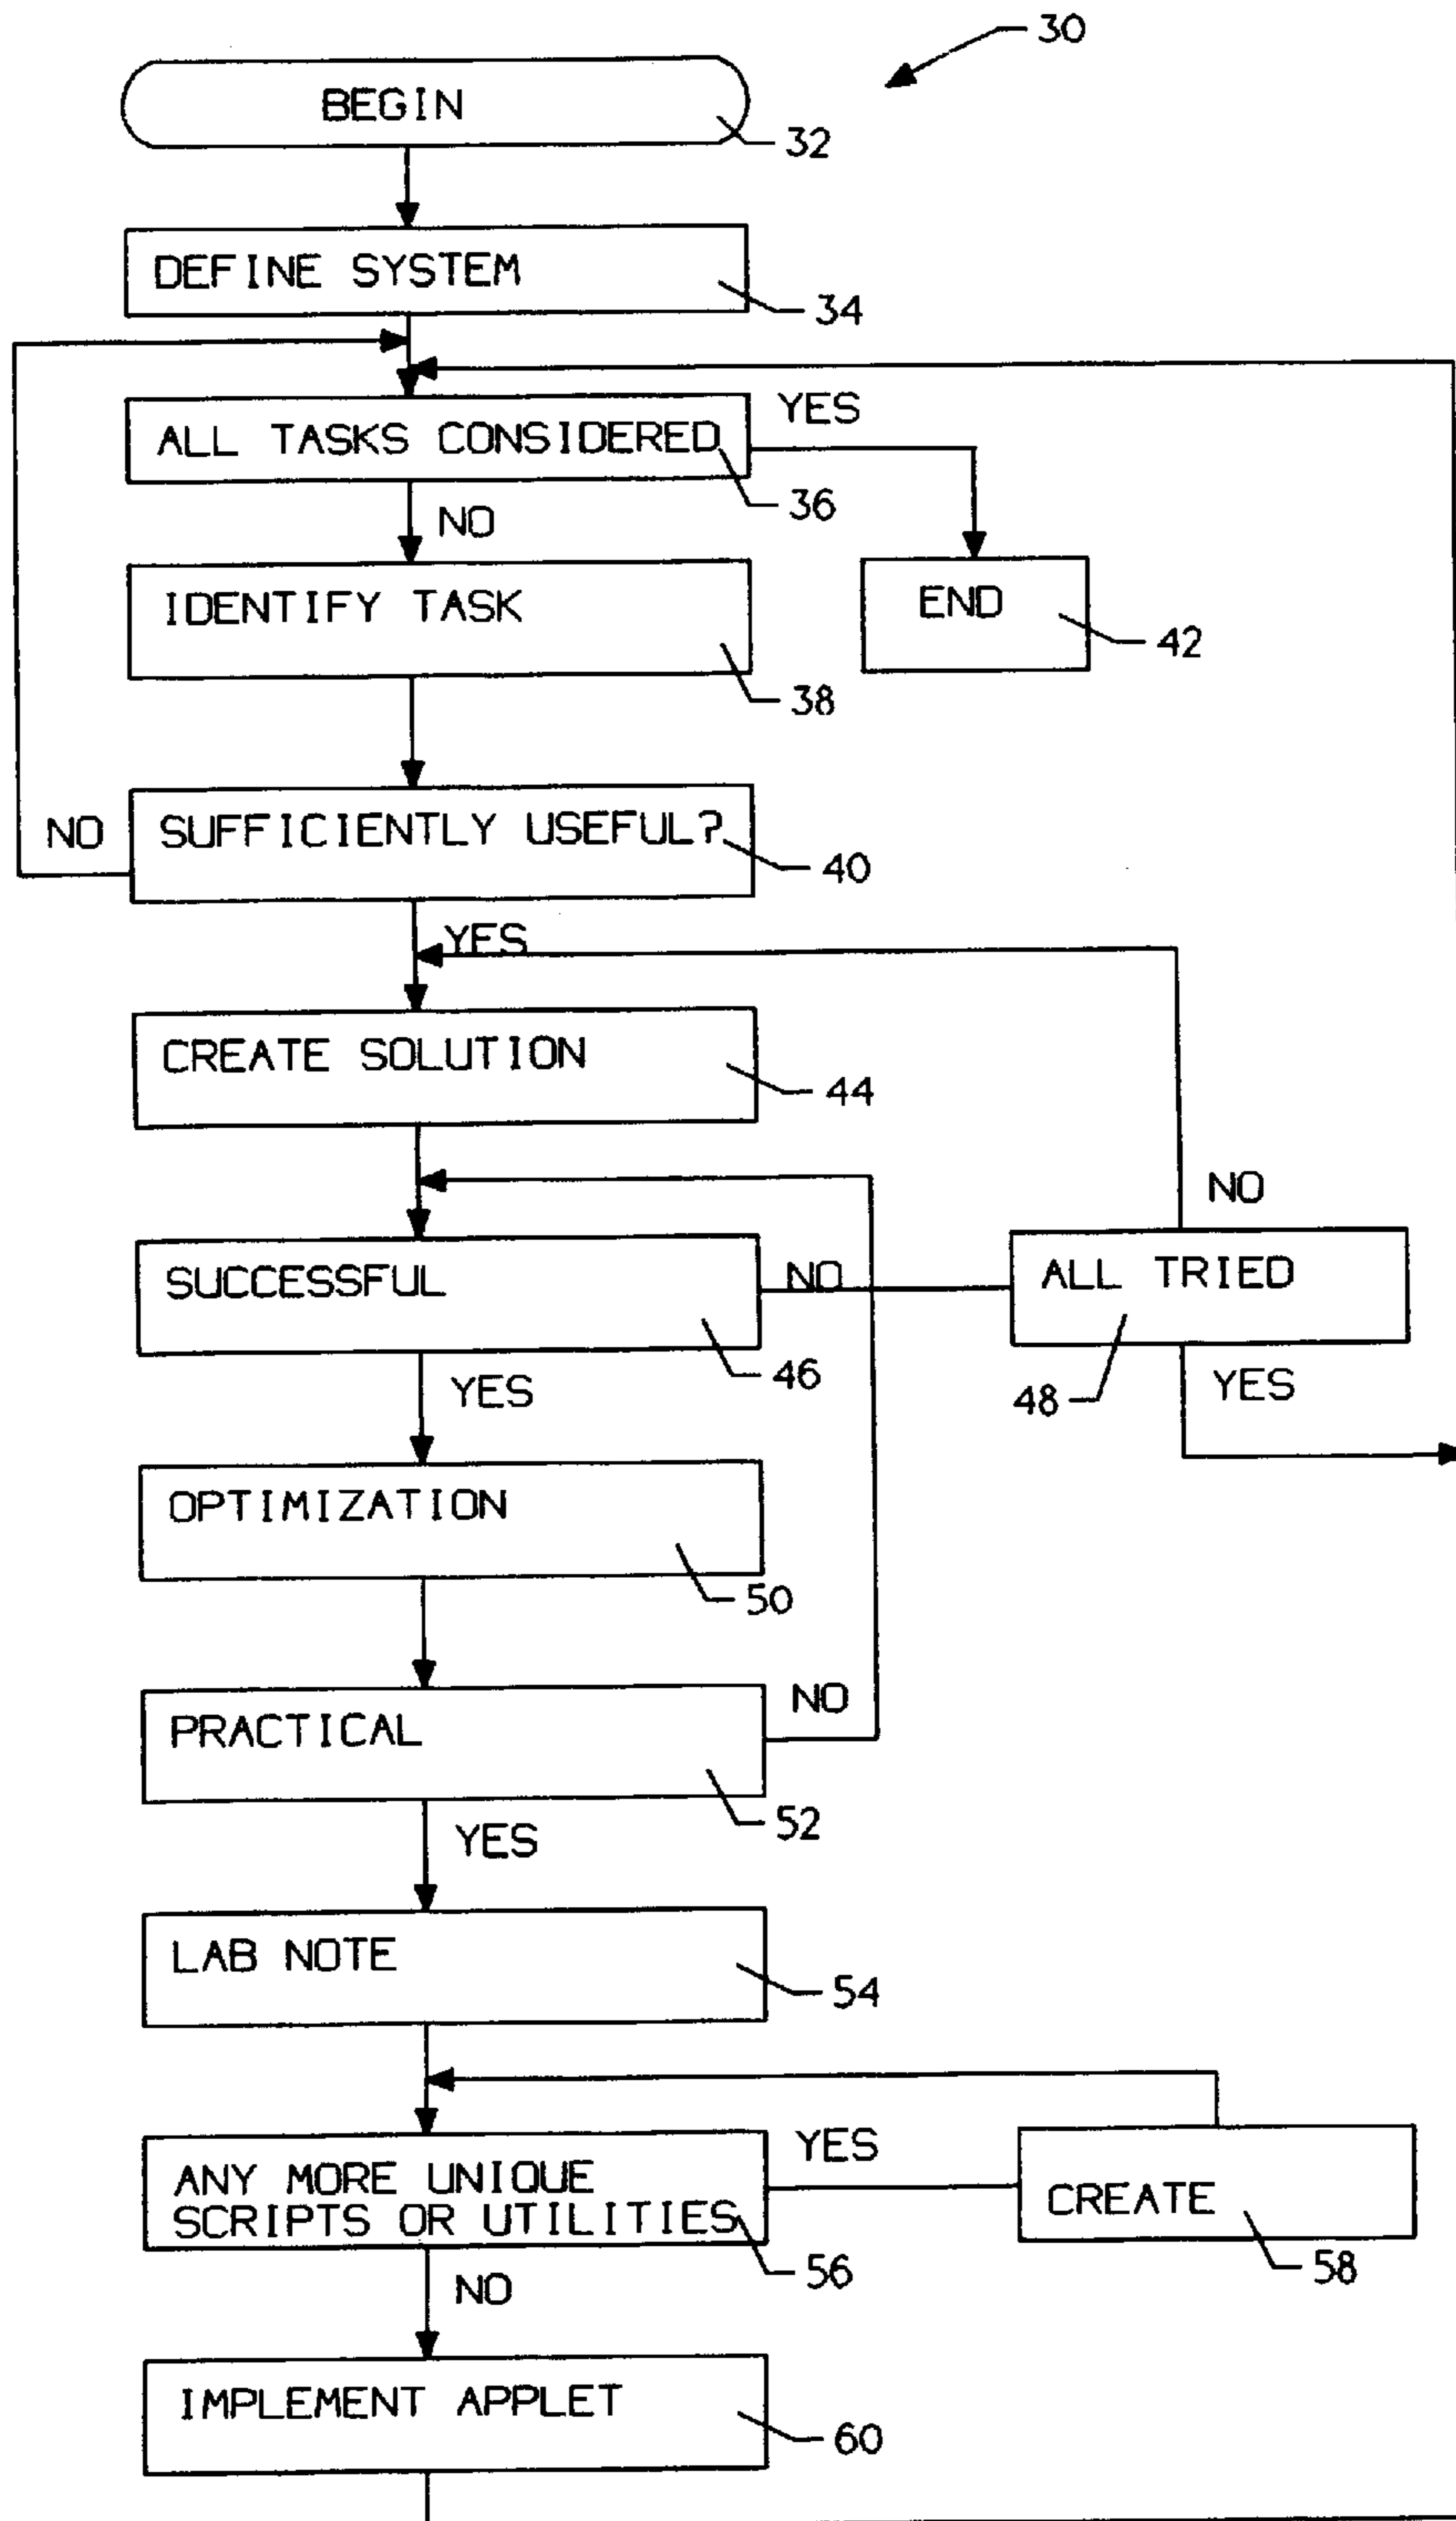 30
BEGIN
32
DEFINE SYSTEM
34
ALL TASKS CONSIDERED
YES
36
NO
IDENTIFY TASK
38
END
42
NO
SUFFICIENTLY USEFUL?
40
YES
CREATE SOLUTION
44
NO
SUCCESSFUL
NO
ALL TRIED
46
48
YES
YES
OPTIMIZATION
50
PRACTICAL
NO
52
YES
LAB NOTE
54
ANY MORE UNIQUE
SCRIPTS OR UTILITIES
YES
CREATE
56
58
NO
IMPLEMENT APPLET
60